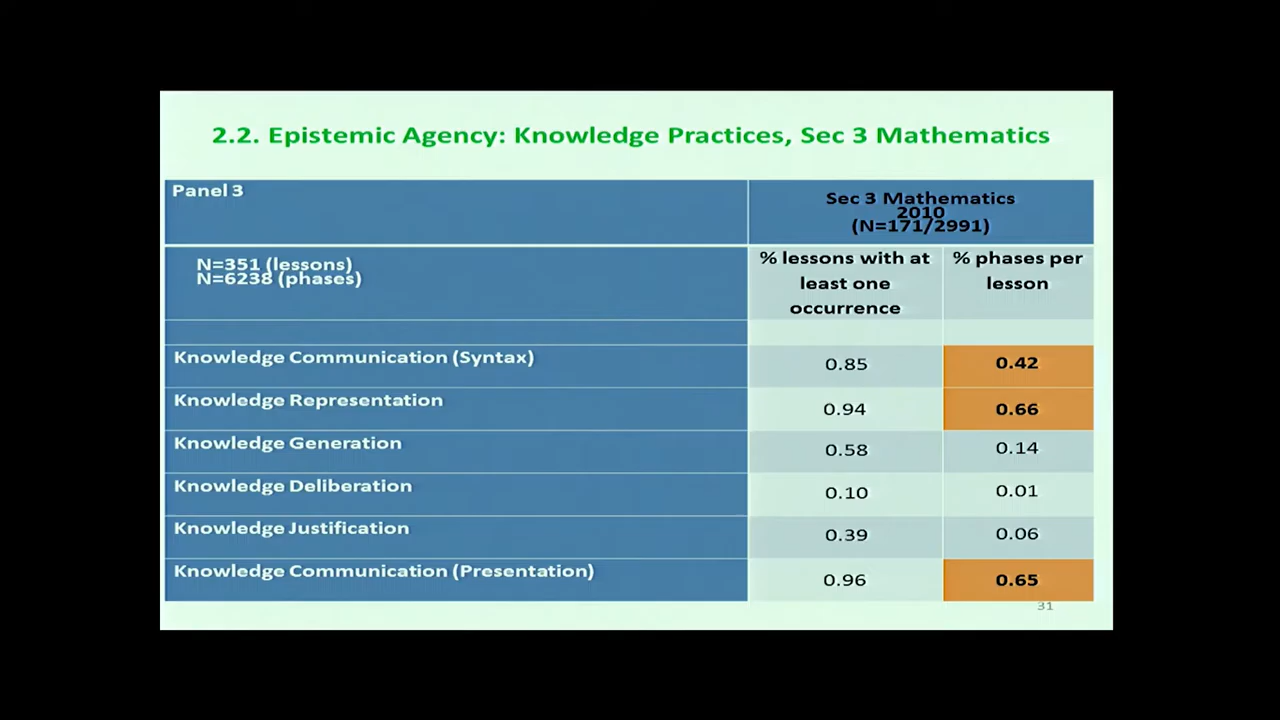 2.2. Epistemic Agency: Knowledge Practices, Sec 3 Mathematics
Panel 3
Sec 3 Mathematics
2010
(N=171/2991)
N=351 (lessons)
N=6238 (phases)
% lessons with at
least one
occurrence
% phases per
lesson
Knowledge Communication (Syntax) 0.85 0.42
Knowledge Representation 0.94 0.66
Knowledge Generation 0.58 0.14
Knowledge Deliberation 0.10 0.01
Knowledge Justification 0.39 0.06
Knowledge Communication (Presentation) 0.96 0.65
31